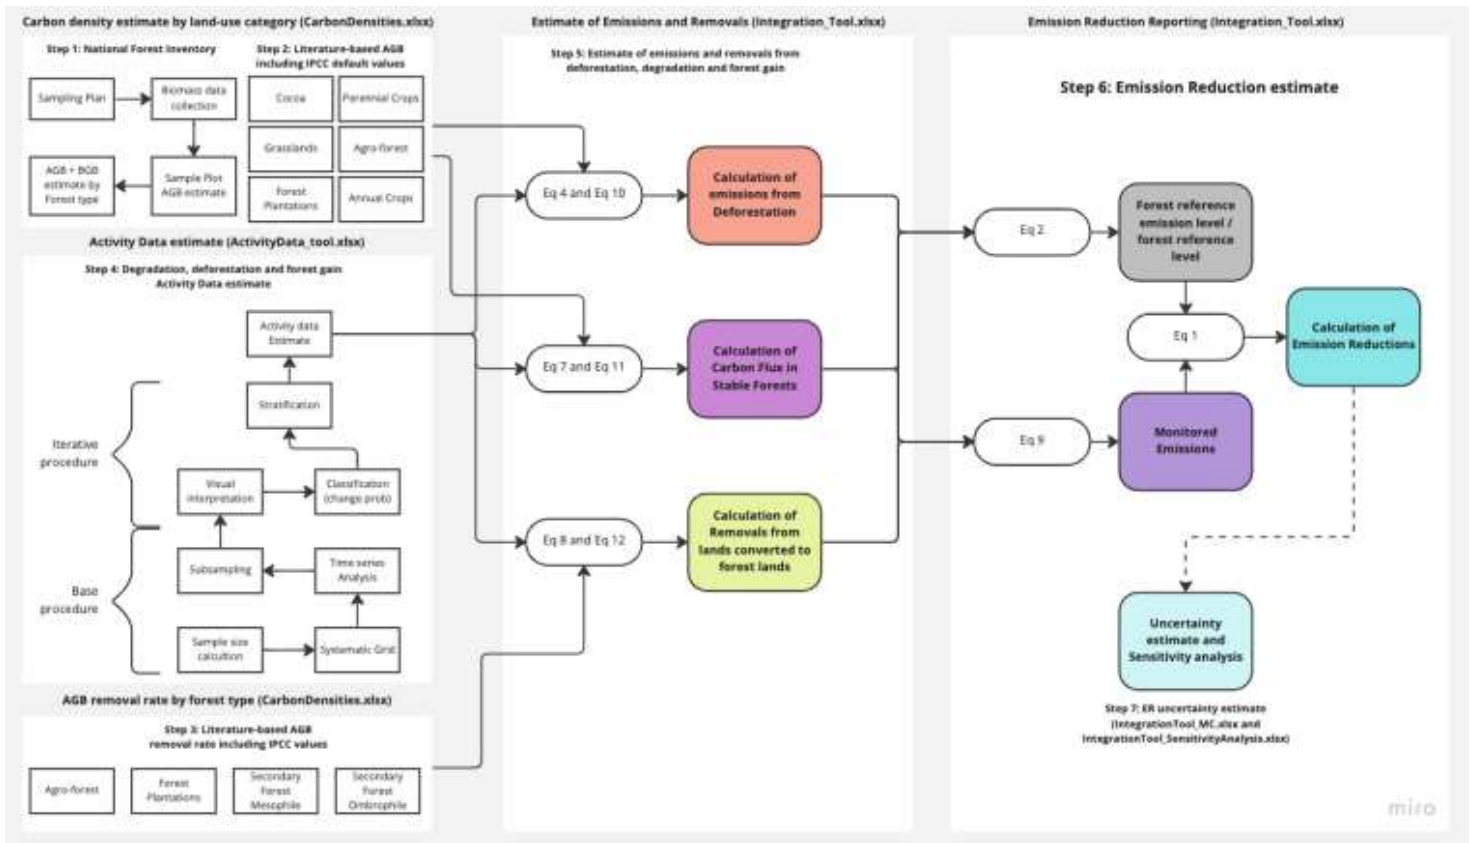 Carbon density estimate by land-use category (CarbonDensities.xlsx)
Step 1: National Forest Inventory
Sampling Plan
Biomass data
collection
AGB + BGB
estimate by
Forest type
Sample Plot
AGB estimate
Step 2: Literature-based AGB
including IPCC default values
Cocoa
Perennial Crops
Grasslands
Agro-forest
Forest
Plantations
Annual Crops
Activity Data estimate (ActivityData_tool.xlsx)
Step 4: Degradation, deforestation and forest gain
Activity Data estimate
Activity data
Estimate
Stratification
Iterative
procedure
Visual
interpretation
Classification
(change proto)
Subsampling
Time series
Analysis
Base
procedure
Sample size
calcultion
Systematic Grid
AGB removal rate by forest type (CarbonDensities.xlsx)
Step 3: Literature-based AGB
removal rate including IPCC values
Agro-forest
Forest
Plantations
Secondary
Forest
Mesophile
Secondary
Forest
Ombrophile
Estimate of Emissions and Removals (Integration_Tool.xlsx)
Step 5: Estimate of emissions and removals from
deforestation, degradation and forest gain
Eq 4 and Eq 10
Calculation of
emissions from
Deforestation
Eq 7 and Eq 11
Calculation of
Carbon Flux in
Stable Forests
Eq 8 and Eq 12
Calculation of
Removals from
lands converted to
forest lands
Emission Reduction Reporting (Integration_Tool.xlsx)
Step 6: Emission Reduction estimate
Eq 2
Forest reference
emission level /
forest reference
level
Eq 1
Calculation of
Emission Reductions
Eq 9
Monitored
Emissions
Uncertainty
estimate and
Sensitivity analysis
Step 7: ER uncertainty estimate
(IntegrationTool_MC.xlsx and
IntegrationTool_SensitivityAnalysis.xlsx)
miro